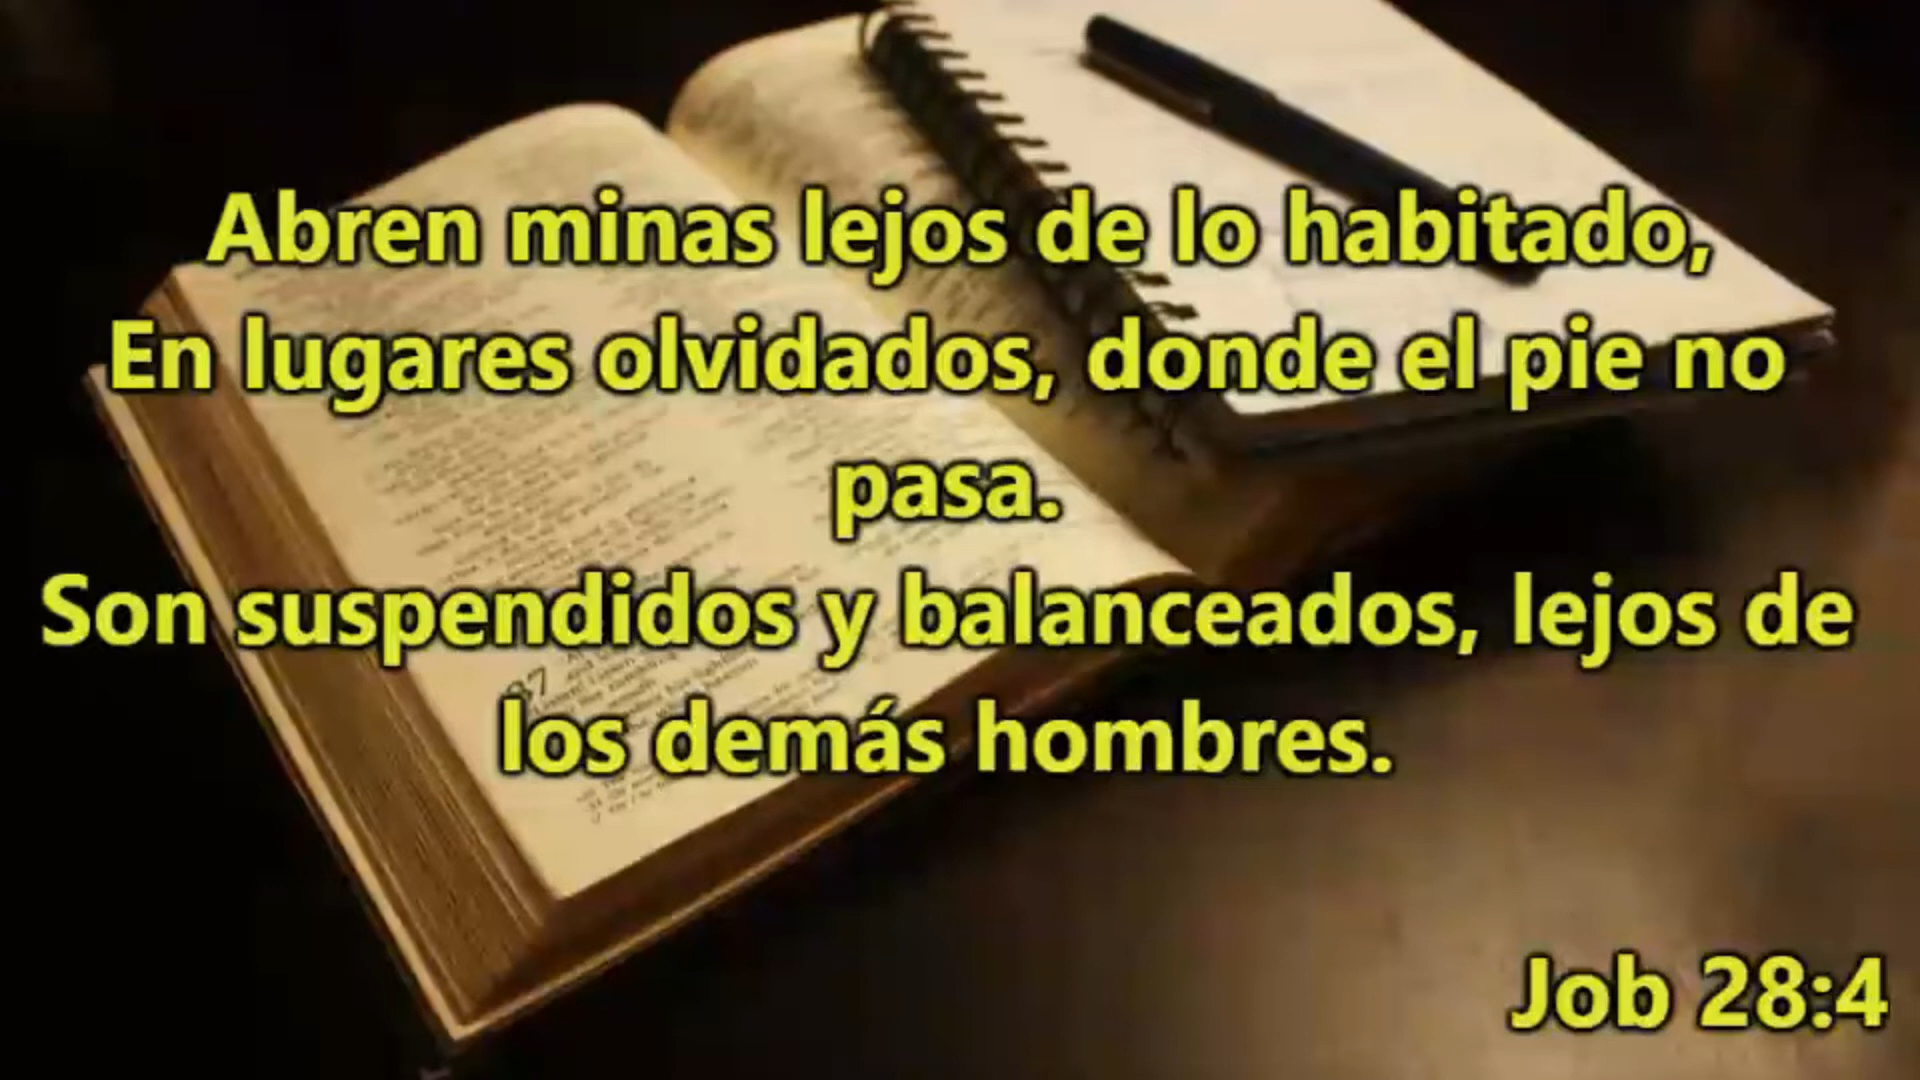 Abren minas lejos de lo habitado,
En lugares olvidados, donde el pie no
pasa.
Son suspendidos y balanceados, lejos de
los demás hombres.
Job 28:4